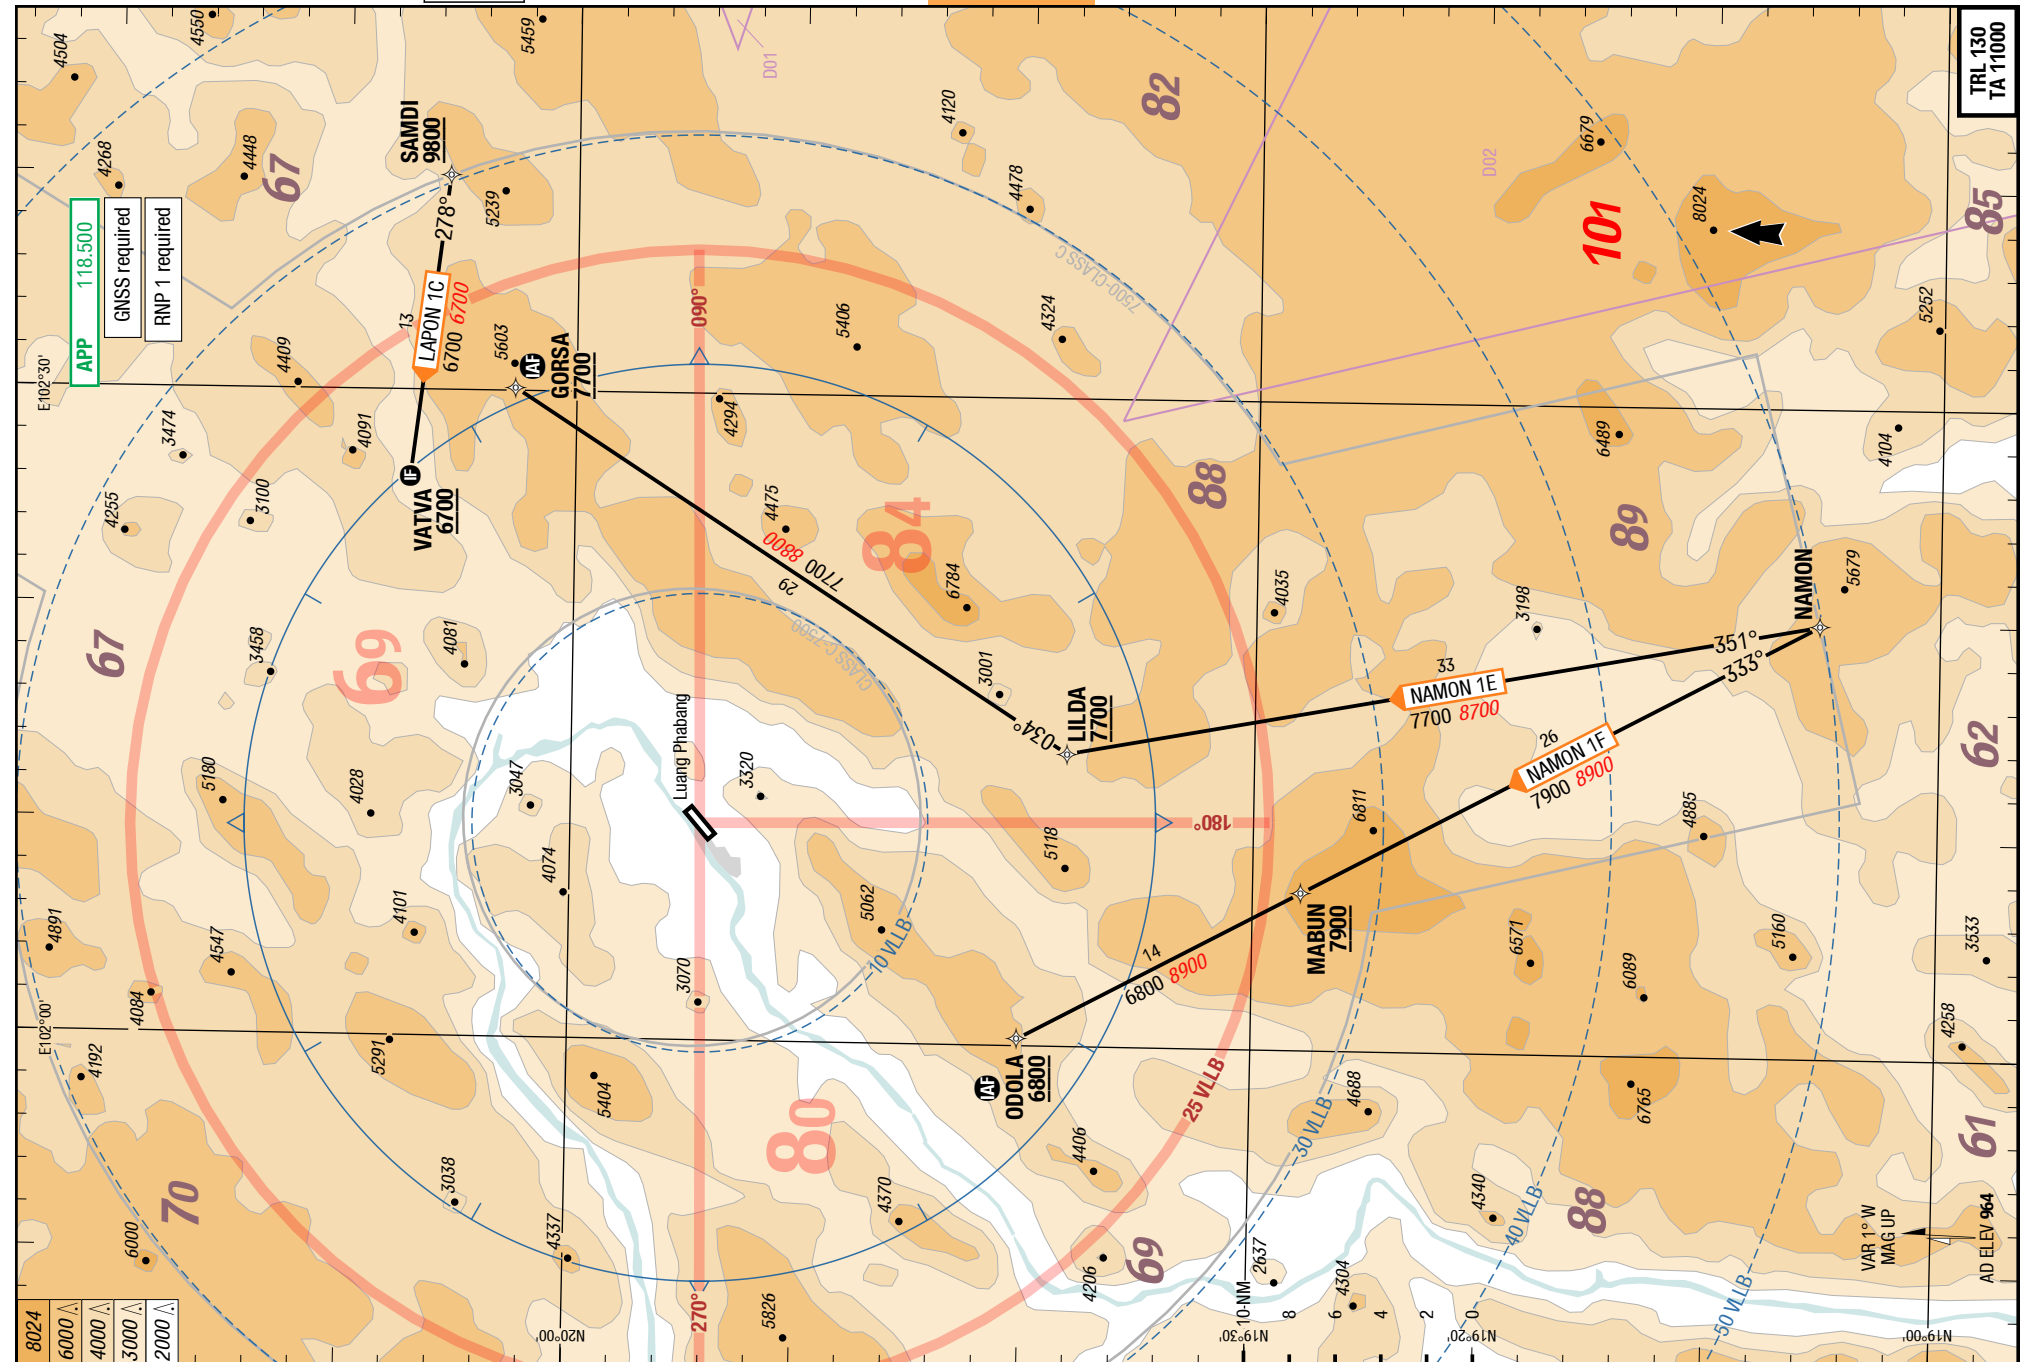 APP 118.500
GNSS required
RNP 1 required
TRL 130
TA 11000
8024
6000
4000
3000
2000
E102°30'
E102°00'
N20°00'
N19°30'
N19°20'
N19°00'
10 NM
8
6
4
2
0
VAR 1° W
MAG UP
AD ELEV 964
SAMDI
9800
278°
13
LAPON 1C
6700 6700
IF
VATVA
6700
IAF
GORSA
7700
7700 8800
29
034°
LILDA
7700
33
NAMON 1E
7700 8700
351°
333°
NAMON
26
NAMON 1F
7900 8900
MABUN
7900
14
6800 8900
IAF
ODOLA
6800
Luang Phabang
CLASS C-7500
7500-CLASS C
D01
D02
090°
180°
270°
10 VLLB
25 VLLB
30 VLLB
40 VLLB
50 VLLB
67
67
70
69
80
84
82
88
101
85
89
62
61
88
69
4504
4550
5459
4268
4448
5239
4120
4478
6679
8024
5252
4409
5603
5406
4324
3474
4091
4294
6489
4104
4255
3100
4475
6784
4035
3198
5679
3458
4081
3001
5180
4028
3047
3320
5118
6811
4885
4891
4547
4101
4074
5062
6571
5160
3533
4084
3070
6089
4192
5291
5404
4688
6765
4258
6000
3038
4337
4370
4406
4340
5826
4206
2637
4304